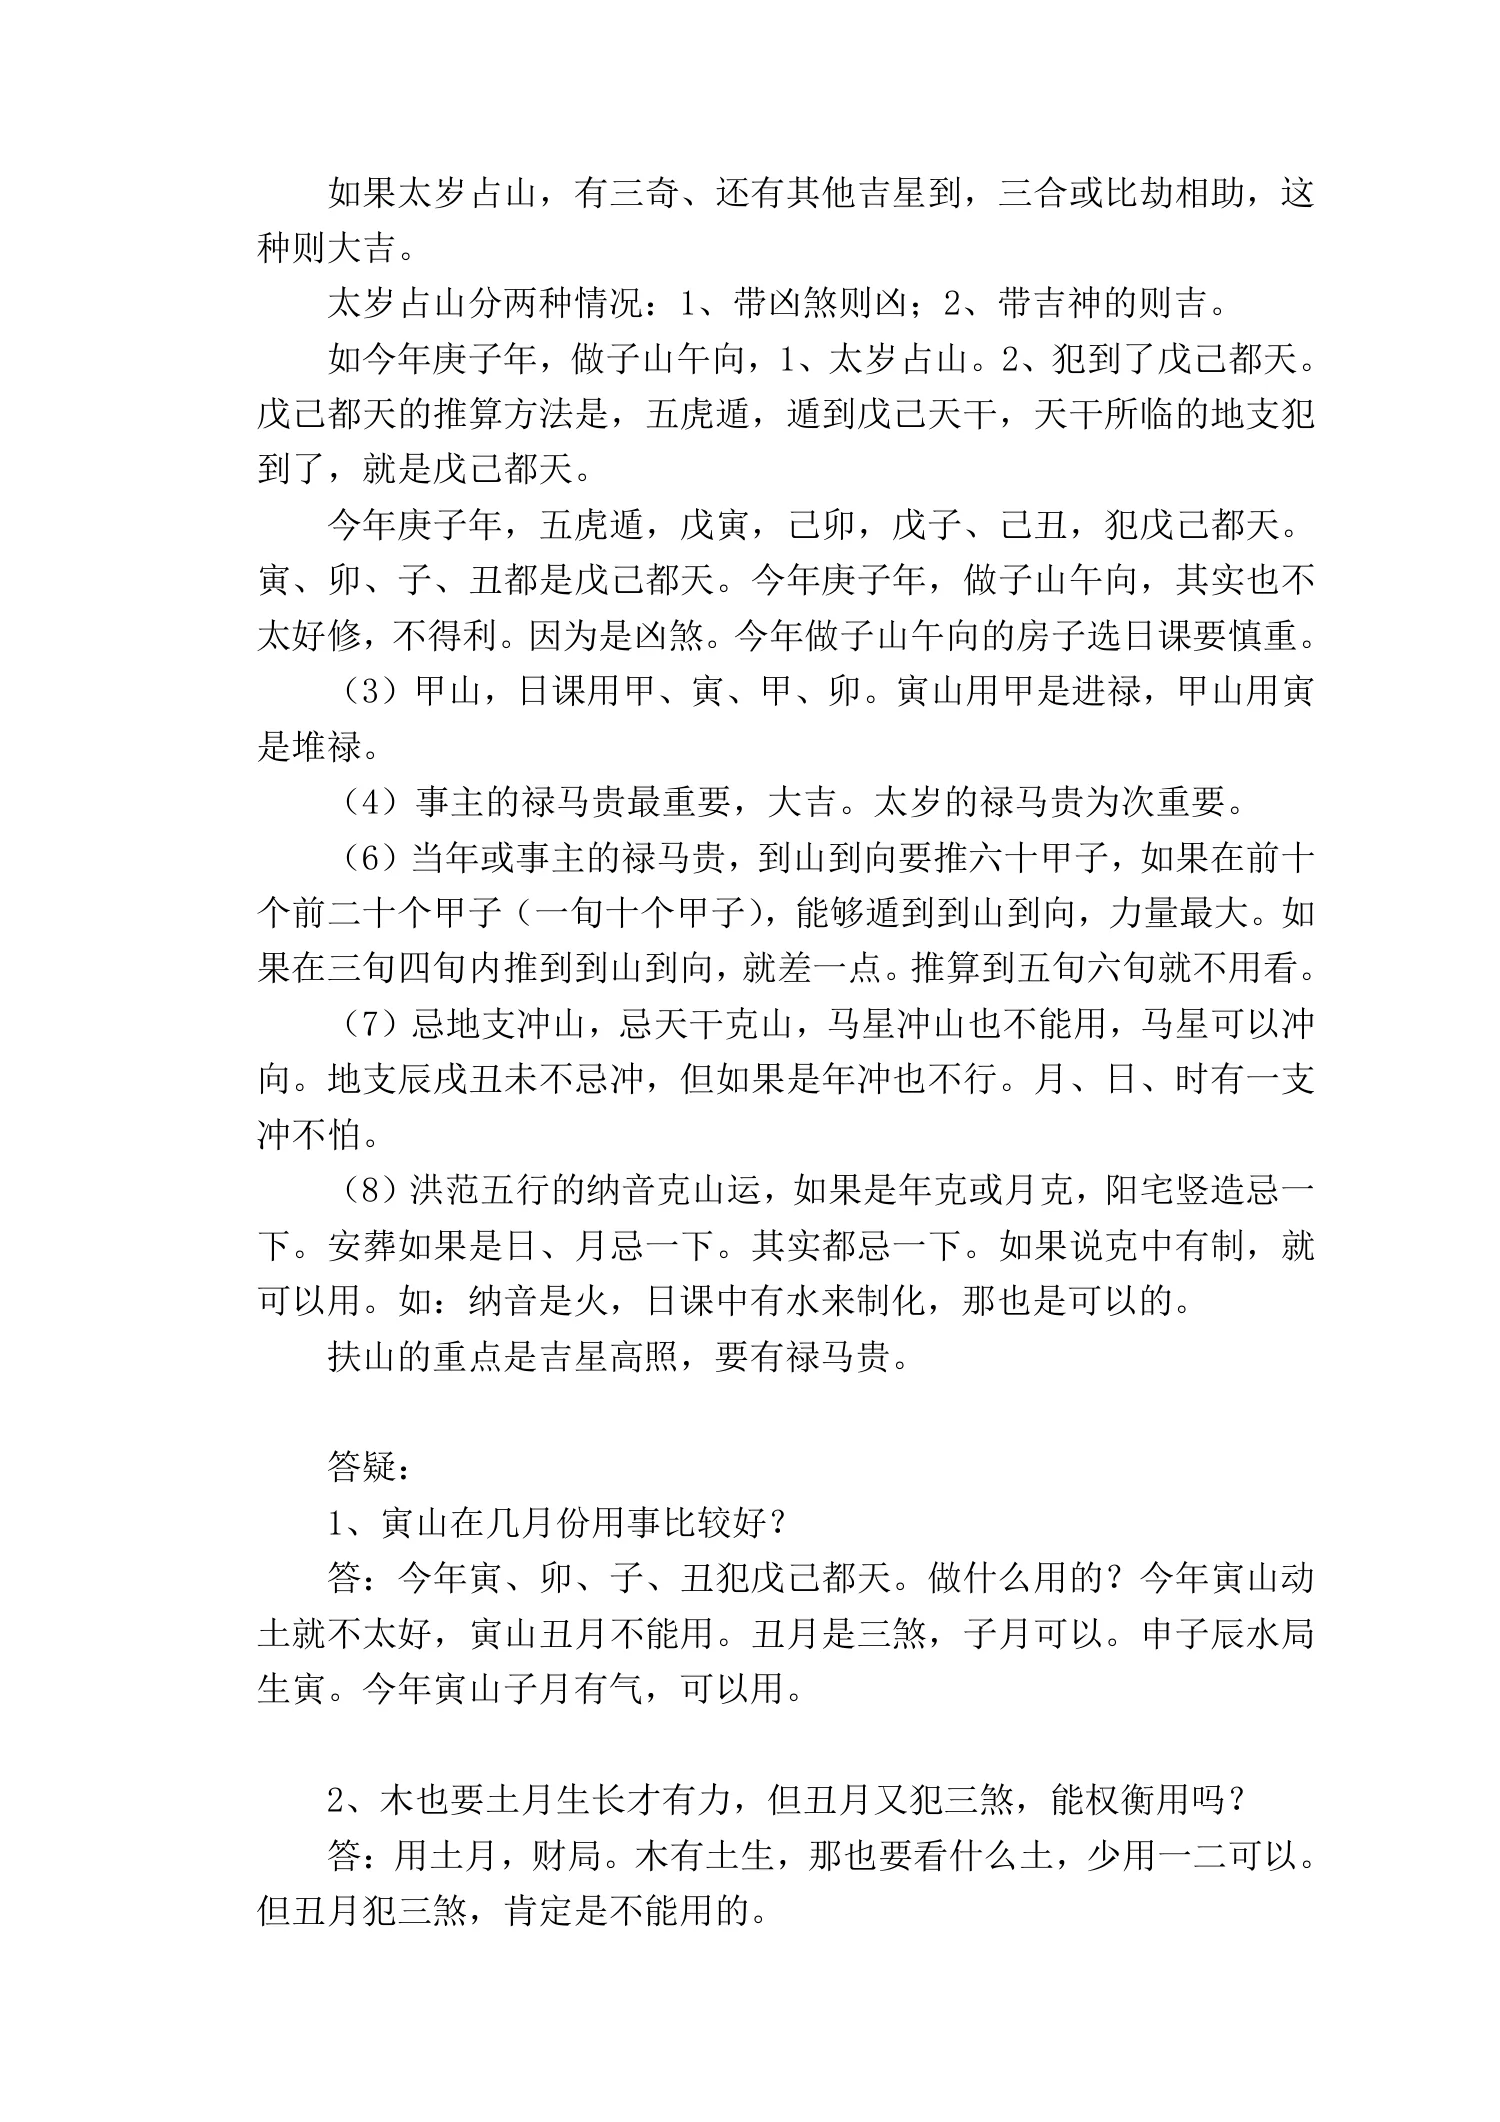 如果太岁占山，有三奇、还有其他吉星到，三合或比劫相助，这
种则大吉。
太岁占山分两种情况：1、带凶煞则凶；2、带吉神的则吉。
如今年庚子年，做子山午向，1、太岁占山。2、犯到了戊己都天。
戊己都天的推算方法是，五虎遁，遁到戊己天干，天干所临的地支犯
到了，就是戊己都天。
今年庚子年，五虎遁，戊寅，己卯，戊子、己丑，犯戊己都天。
寅、卯、子、丑都是戊己都天。今年庚子年，做子山午向，其实也不
太好修，不得利。因为是凶煞。今年做子山午向的房子选日课要慎重。
（3）甲山，日课用甲、寅、甲、卯。寅山用甲是进禄，甲山用寅
是堆禄。
（4）事主的禄马贵最重要，大吉。太岁的禄马贵为次重要。
（6）当年或事主的禄马贵，到山到向要推六十甲子，如果在前十
个前二十个甲子（一旬十个甲子），能够遁到到山到向，力量最大。如
果在三旬四旬内推到到山到向，就差一点。推算到五旬六旬就不用看。
（7）忌地支冲山，忌天干克山，马星冲山也不能用，马星可以冲
向。地支辰戌丑未不忌冲，但如果是年冲也不行。月、日、时有一支
冲不怕。
（8）洪范五行的纳音克山运，如果是年克或月克，阳宅竖造忌一
下。安葬如果是日、月忌一下。其实都忌一下。如果说克中有制，就
可以用。如：纳音是火，日课中有水来制化，那也是可以的。
扶山的重点是吉星高照，要有禄马贵。
答疑：
1、寅山在几月份用事比较好？
答：今年寅、卯、子、丑犯戊己都天。做什么用的？今年寅山动
土就不太好，寅山丑月不能用。丑月是三煞，子月可以。申子辰水局
生寅。今年寅山子月有气，可以用。
2、木也要土月生长才有力，但丑月又犯三煞，能权衡用吗？
答：用土月，财局。木有土生，那也要看什么土，少用一二可以。
但丑月犯三煞，肯定是不能用的。